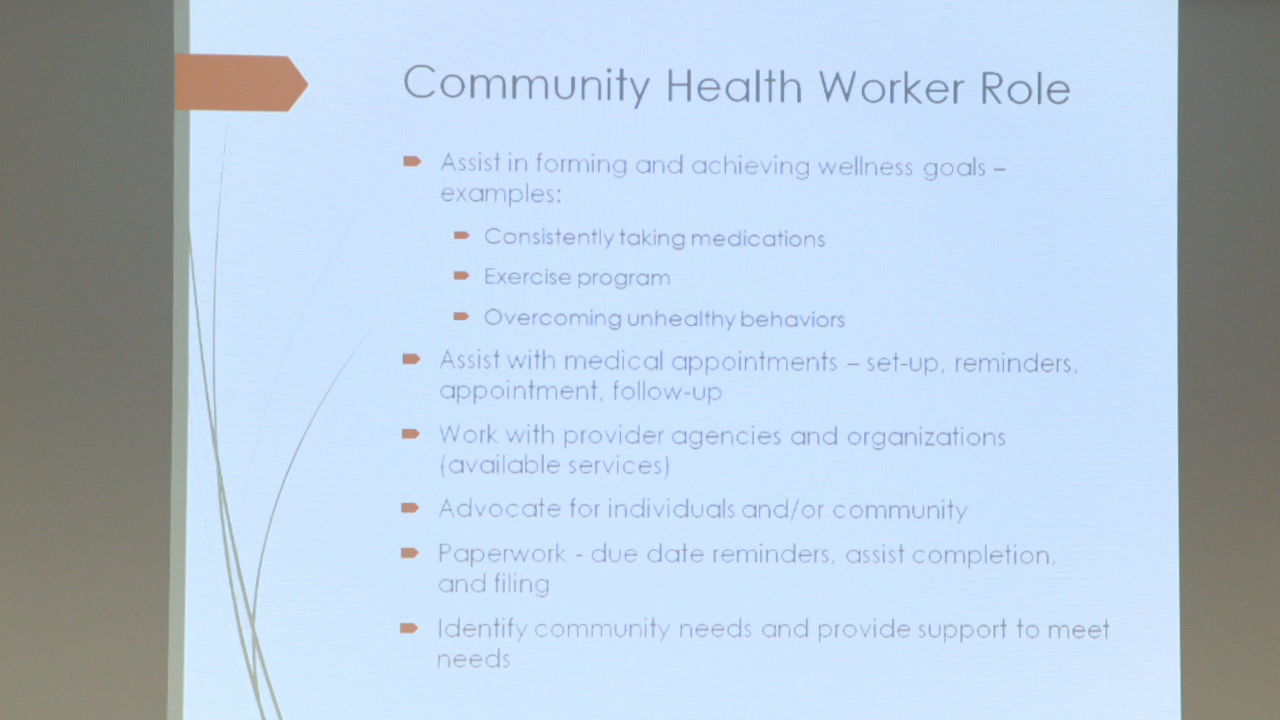 Community Health Worker Role
Assist in forming and achieving wellness goals –
examples:
Consistently taking medications
Exercise program
Overcoming unhealthy behaviors
Assist with medical appointments – set-up, reminders,
appointment, follow-up
Work with provider agencies and organizations
(available services)
Advocate for individuals and/or community
Paperwork - due date reminders, assist completion,
and filing
Identify community needs and provide support to meet
needs